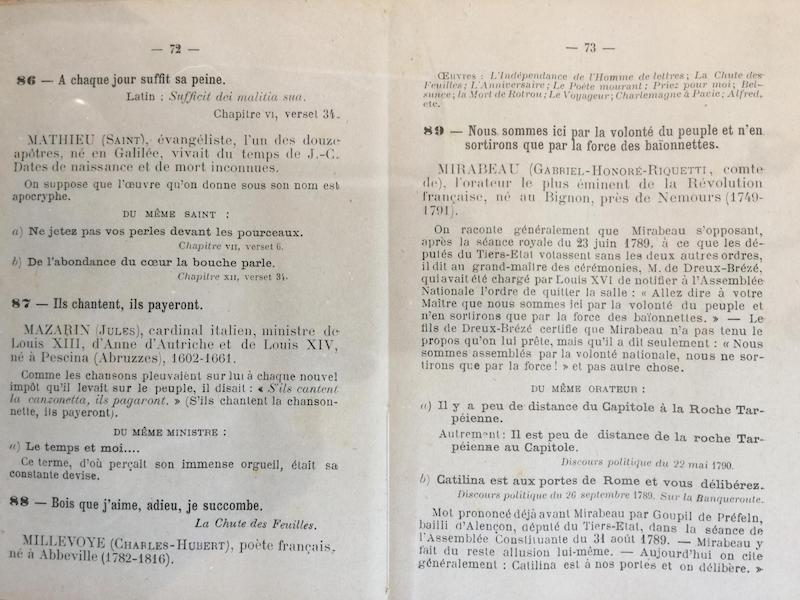 — 72 —
86 — A chaque jour suffit sa peine.
Latin : Sufficit dei malitia sua.
Chapitre VI, verset 34.
MATHIEU (SAINT), évangéliste, l'un des douze
apôtres, né en Galilée, vivait du temps de J.-C.
Dates de naissance et de mort inconnues.
On suppose que l'œuvre qu'on donne sous son nom est
apocryphe.
DU MÊME SAINT :
a) Ne jetez pas vos perles devant les pourceaux.
Chapitre VII, verset 6.
b) De l'abondance du cœur la bouche parle.
Chapitre XII, verset 34.
87 — Ils chantent, ils payeront.
MAZARIN (JULES), cardinal italien, ministre de
Louis XIII, d'Anne d'Autriche et de Louis XIV,
né à Pescina (Abruzzes), 1602-1661.
Comme les chansons pleuvaient sur lui à chaque nouvel
impôt qu'il levait sur le peuple, il disait : « S'ils cantent
la canzonetta, ils pagaront. » (S'ils chantent la chanson-
nette, ils payeront).
DU MÊME MINISTRE :
a) Le temps et moi....
Ce terme, d'où perçait son immense orgueil, était sa
constante devise.
88 — Bois que j'aime, adieu, je succombe.
La Chute des Feuilles.
MILLEVOYE (CHARLES-HUBERT), poète français,
né à Abbeville (1782-1816).
— 73 —
Œuvres : L'Indépendance de l'Homme de lettres ; La Chute des
Feuilles ; L'Anniversaire ; Le Poète mourant ; Priez pour moi ; Bel-
sunce ; la Mort de Rotrou ; Le Voyageur ; Charlemagne à Pavie ; Alfred,
etc.
89 — Nous sommes ici par la volonté du peuple et n'en
sortirons que par la force des baïonnettes.
MIRABEAU (GABRIEL-HONORÉ-RIQUETTI, comte
de), l'orateur le plus éminent de la Révolution
française, né au Bignon, près de Nemours (1749-
1791).
On raconte généralement que Mirabeau s'opposant,
après la séance royale du 23 juin 1789, à ce que les dé-
putés du Tiers-Etat votassent sans les deux autres ordres,
il dit au grand-maître des cérémonies, M. de Dreux-Brézé,
qui avait été chargé par Louis XVI de notifier à l'Assemblée
Nationale l'ordre de quitter la salle : « Allez dire à votre
Maître que nous sommes ici par la volonté du peuple et
n'en sortirons que par la force des baïonnettes. » — Le
fils de Dreux-Brézé certifie que Mirabeau n'a pas tenu le
propos qu'on lui prête, mais qu'il a dit seulement : « Nous
sommes assemblés par la volonté nationale, nous ne sor-
tirons que par la force ! » et pas autre chose.
DU MÊME ORATEUR :
a) Il y a peu de distance du Capitole à la Roche Tar-
péienne.
Autrement : Il est peu de distance de la roche Tar-
péienne au Capitole.
Discours politique du 22 mai 1790.
b) Catilina est aux portes de Rome et vous délibérez.
Discours politique du 26 septembre 1789. Sur la Banqueroute.
Mot prononcé déjà avant Mirabeau par Goupil de Préfeln,
bailli d'Alençon, député du Tiers-Etat, dans la séance de
l'Assemblée Constituante du 31 août 1789. — Mirabeau y
fait du reste allusion lui-même. — Aujourd'hui on cite
généralement : Catilina est à nos portes et on délibère. »